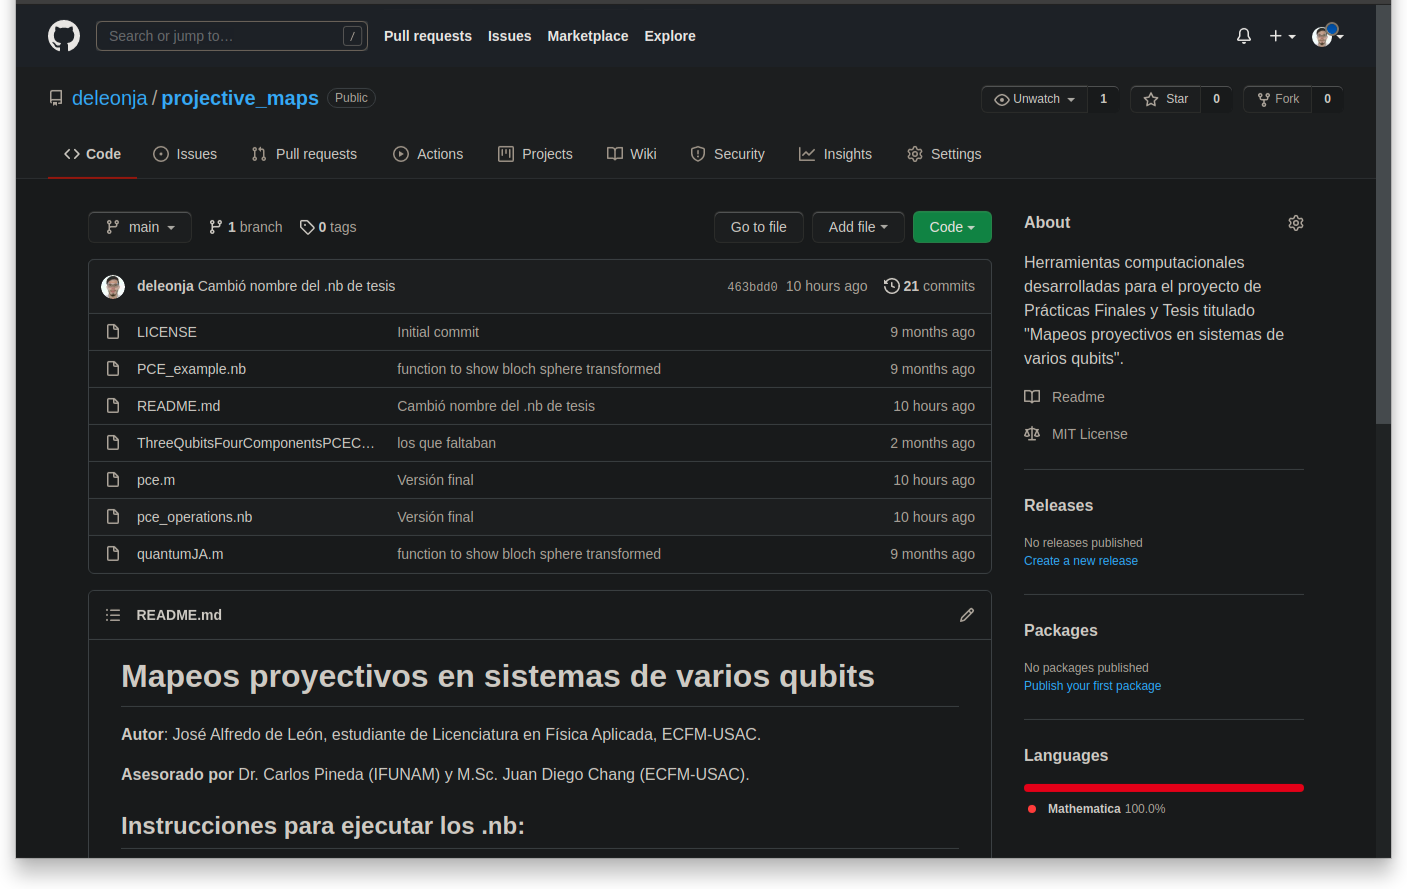 Search or jump to… /
Pull requests Issues Marketplace Explore
deleonja / projective_maps Public
Unwatch 1 Star 0 Fork 0
Code Issues Pull requests Actions Projects Wiki Security Insights Settings
main 1 branch 0 tags
Go to file Add file Code
deleonja Cambió nombre del .nb de tesis 463bdd0 10 hours ago 21 commits
LICENSE Initial commit 9 months ago
PCE_example.nb function to show bloch sphere transformed 9 months ago
README.md Cambió nombre del .nb de tesis 10 hours ago
ThreeQubitsFourComponentsPCEC… los que faltaban 2 months ago
pce.m Versión final 10 hours ago
pce_operations.nb Versión final 10 hours ago
quantumJA.m function to show bloch sphere transformed 9 months ago
README.md
Mapeos proyectivos en sistemas de varios qubits
Autor: José Alfredo de León, estudiante de Licenciatura en Física Aplicada, ECFM-USAC.
Asesorado por Dr. Carlos Pineda (IFUNAM) y M.Sc. Juan Diego Chang (ECFM-USAC).
Instrucciones para ejecutar los .nb:
About
Herramientas computacionales
desarrolladas para el proyecto de
Prácticas Finales y Tesis titulado
"Mapeos proyectivos en sistemas de
varios qubits".
Readme
MIT License
Releases
No releases published
Create a new release
Packages
No packages published
Publish your first package
Languages
Mathematica 100.0%